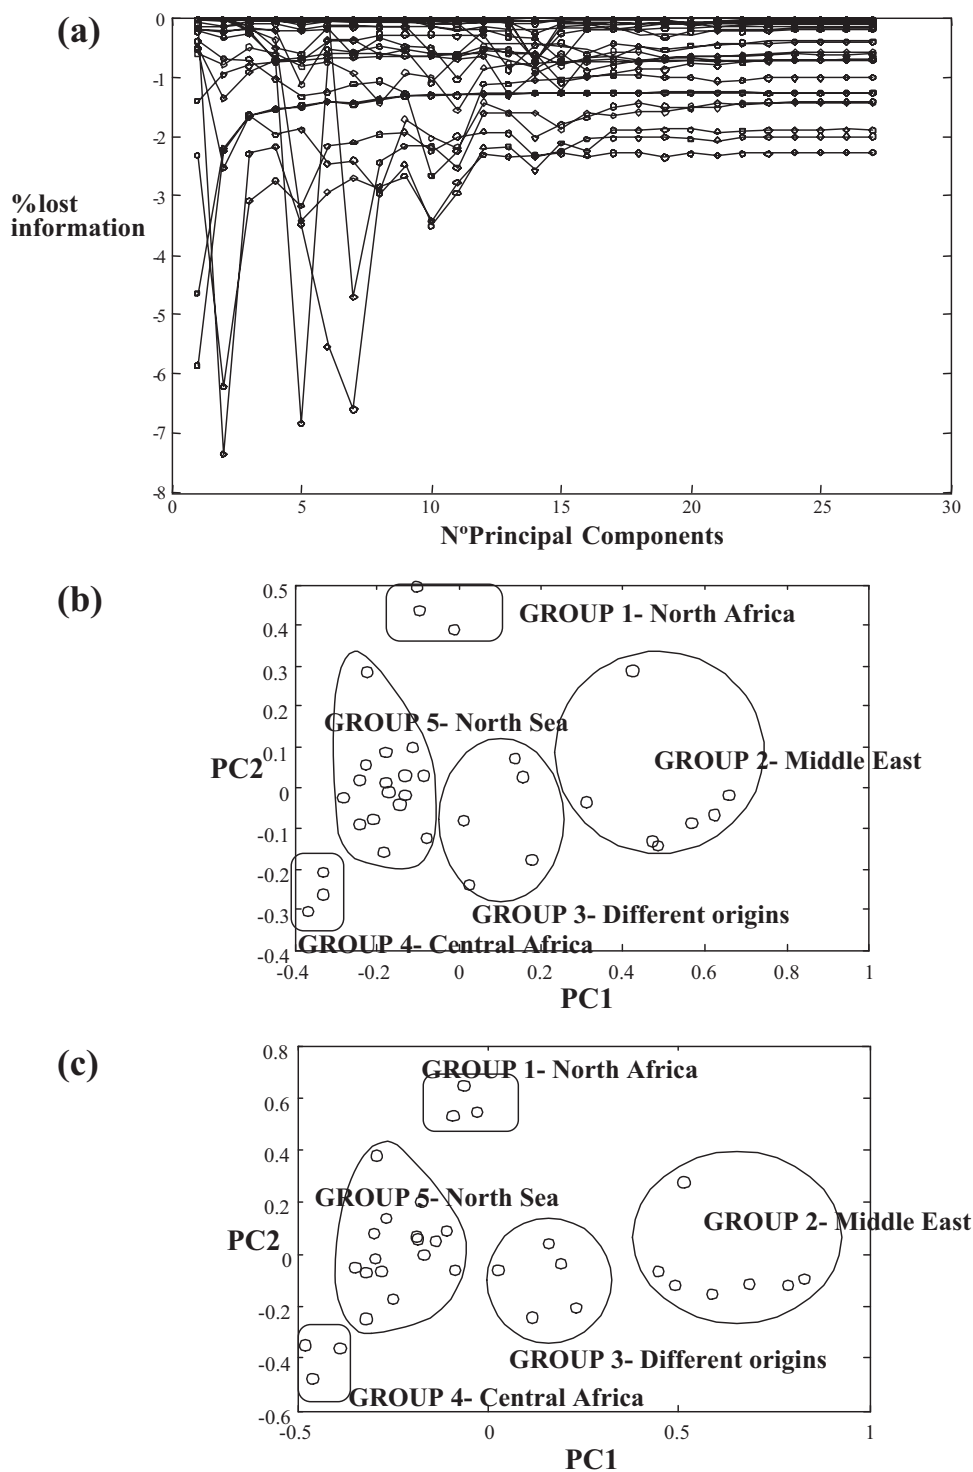 (a)
0
-1
-2
-3
-4
-5
-6
-7
-8
%lost
information
0 5 10 15 20 25 30
NºPrincipal Components
(b)
0.5
0.4
0.3
0.2
0.1
0
-0.1
-0.2
-0.3
-0.4
PC2
GROUP 1- North Africa
GROUP 5- North Sea
GROUP 2- Middle East
GROUP 3- Different origins
GROUP 4- Central Africa
-0.4 -0.2 0 0.2 0.4 0.6 0.8 1
PC1
(c)
0.8
0.6
0.4
0.2
0
-0.2
-0.4
-0.6
PC2
GROUP 1- North Africa
GROUP 5- North Sea
GROUP 2- Middle East
GROUP 3- Different origins
GROUP 4- Central Africa
-0.5 0 0.5 1
PC1